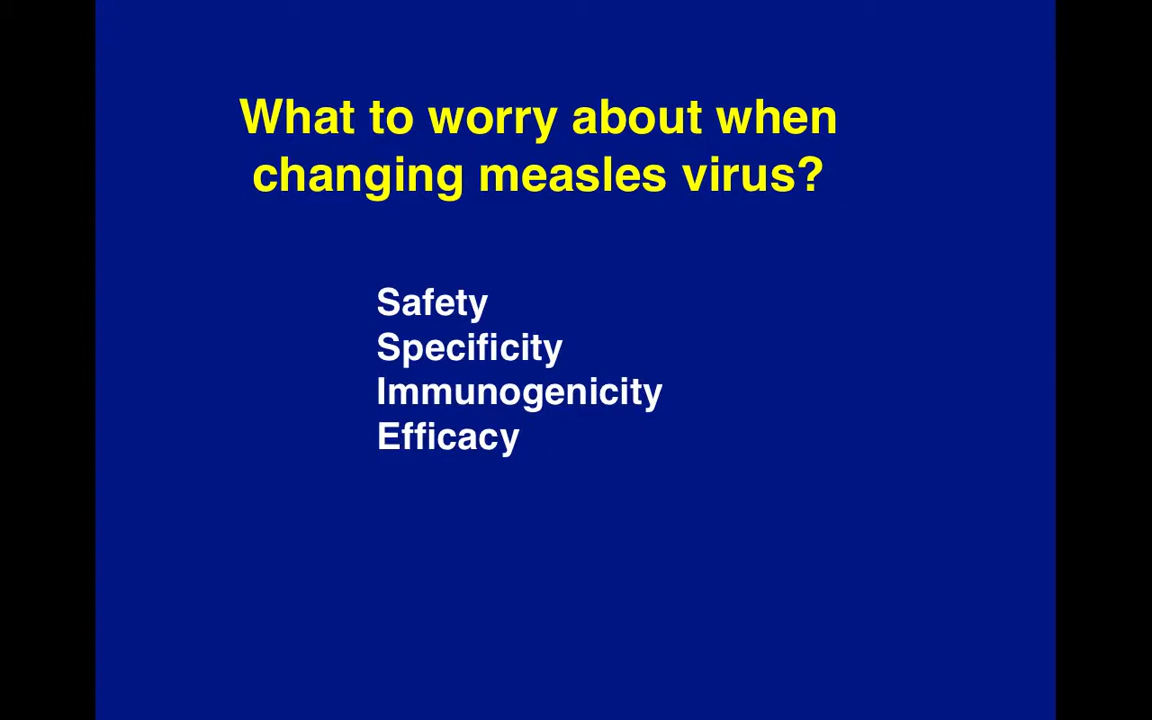 What to worry about when
changing measles virus?
Safety
Specificity
Immunogenicity
Efficacy